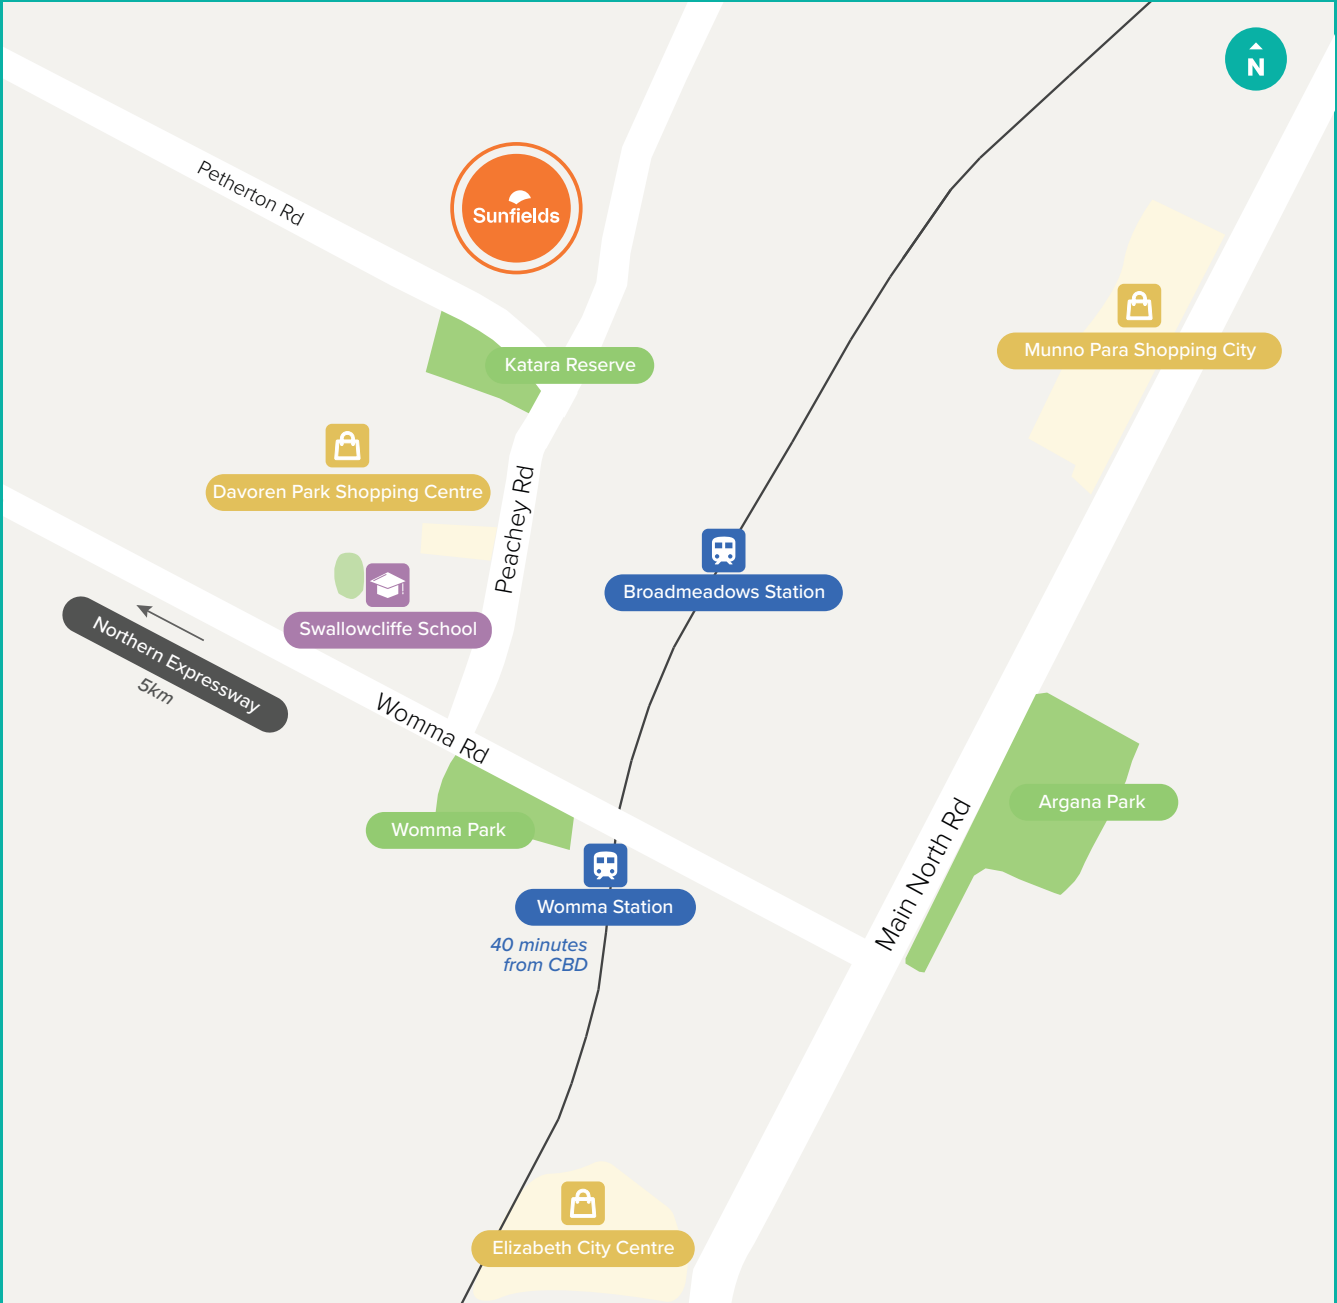 N
Petherton Rd
Sunfields
Munno Para Shopping City
Katara Reserve
Davoren Park Shopping Centre
Peachey Rd
Broadmeadows Station
Swallowcliffe School
Northern Expressway
5km
Womma Rd
Argana Park
Womma Park
Main North Rd
Womma Station
40 minutes
from CBD
Elizabeth City Centre